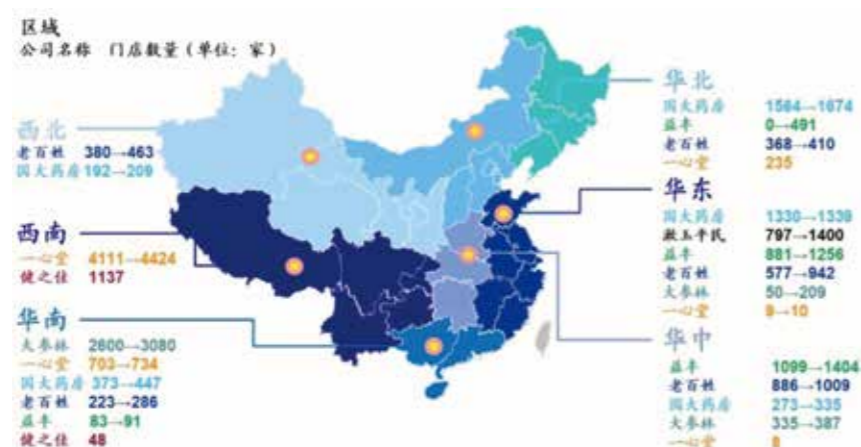 区域
公司名称 门店数量（单位：家）
西北
老百姓 380→463
国大药房 192→209
西南
一心堂 4111→4424
健之佳 1137
华南
大参林 2600→3080
一心堂 703→734
国大药房 373→447
老百姓 223→286
益丰 83→91
健之佳 48
华北
国大药房 1564→1674
益丰 0→491
老百姓 368→410
一心堂 235
华东
国大药房 1330→1339
漱玉平民 797→1400
益丰 881→1256
老百姓 577→942
大参林 50→209
一心堂 9→10
华中
益丰 1099→1404
老百姓 886→1009
国大药房 273→335
大参林 335→387
一心堂 8